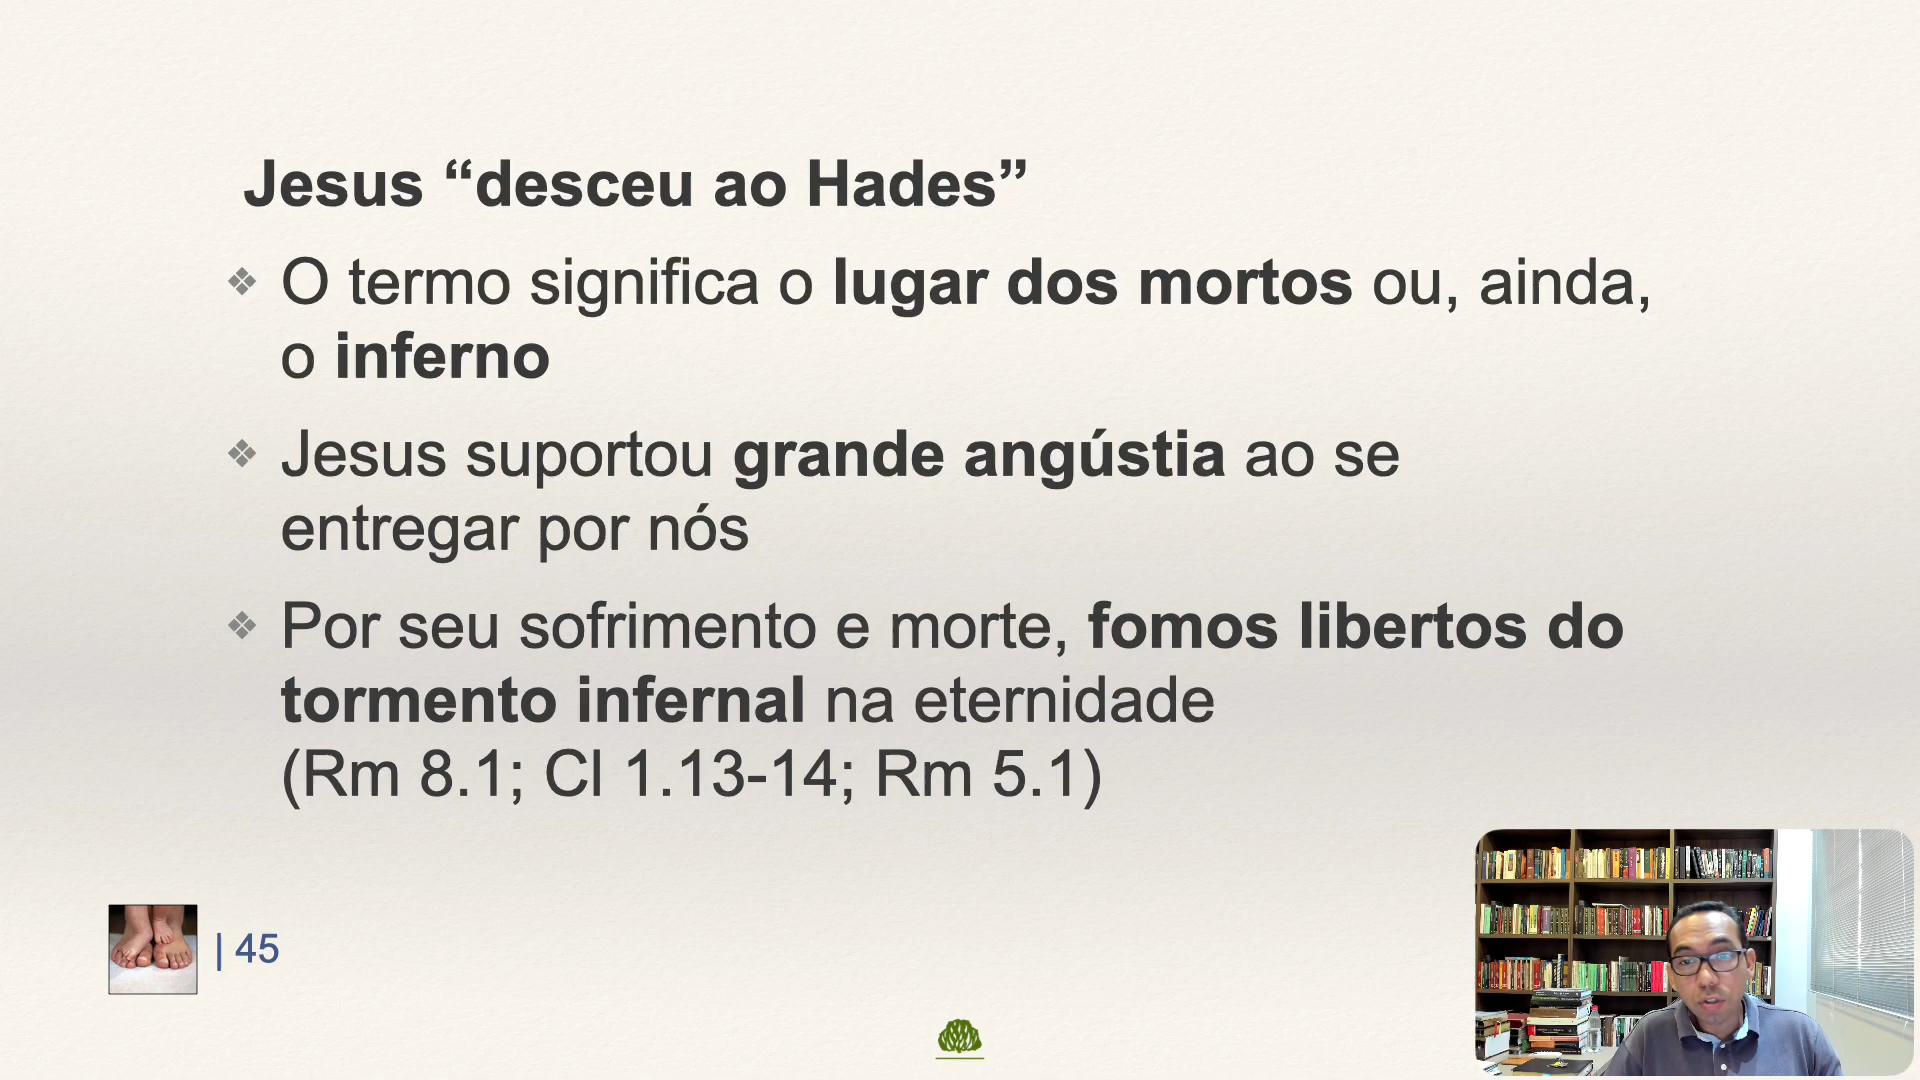 Jesus “desceu ao Hades”
❖ O termo significa o lugar dos mortos ou, ainda,
o inferno
❖ Jesus suportou grande angústia ao se
entregar por nós
❖ Por seu sofrimento e morte, fomos libertos do
tormento infernal na eternidade
(Rm 8.1; Cl 1.13-14; Rm 5.1)
| 45